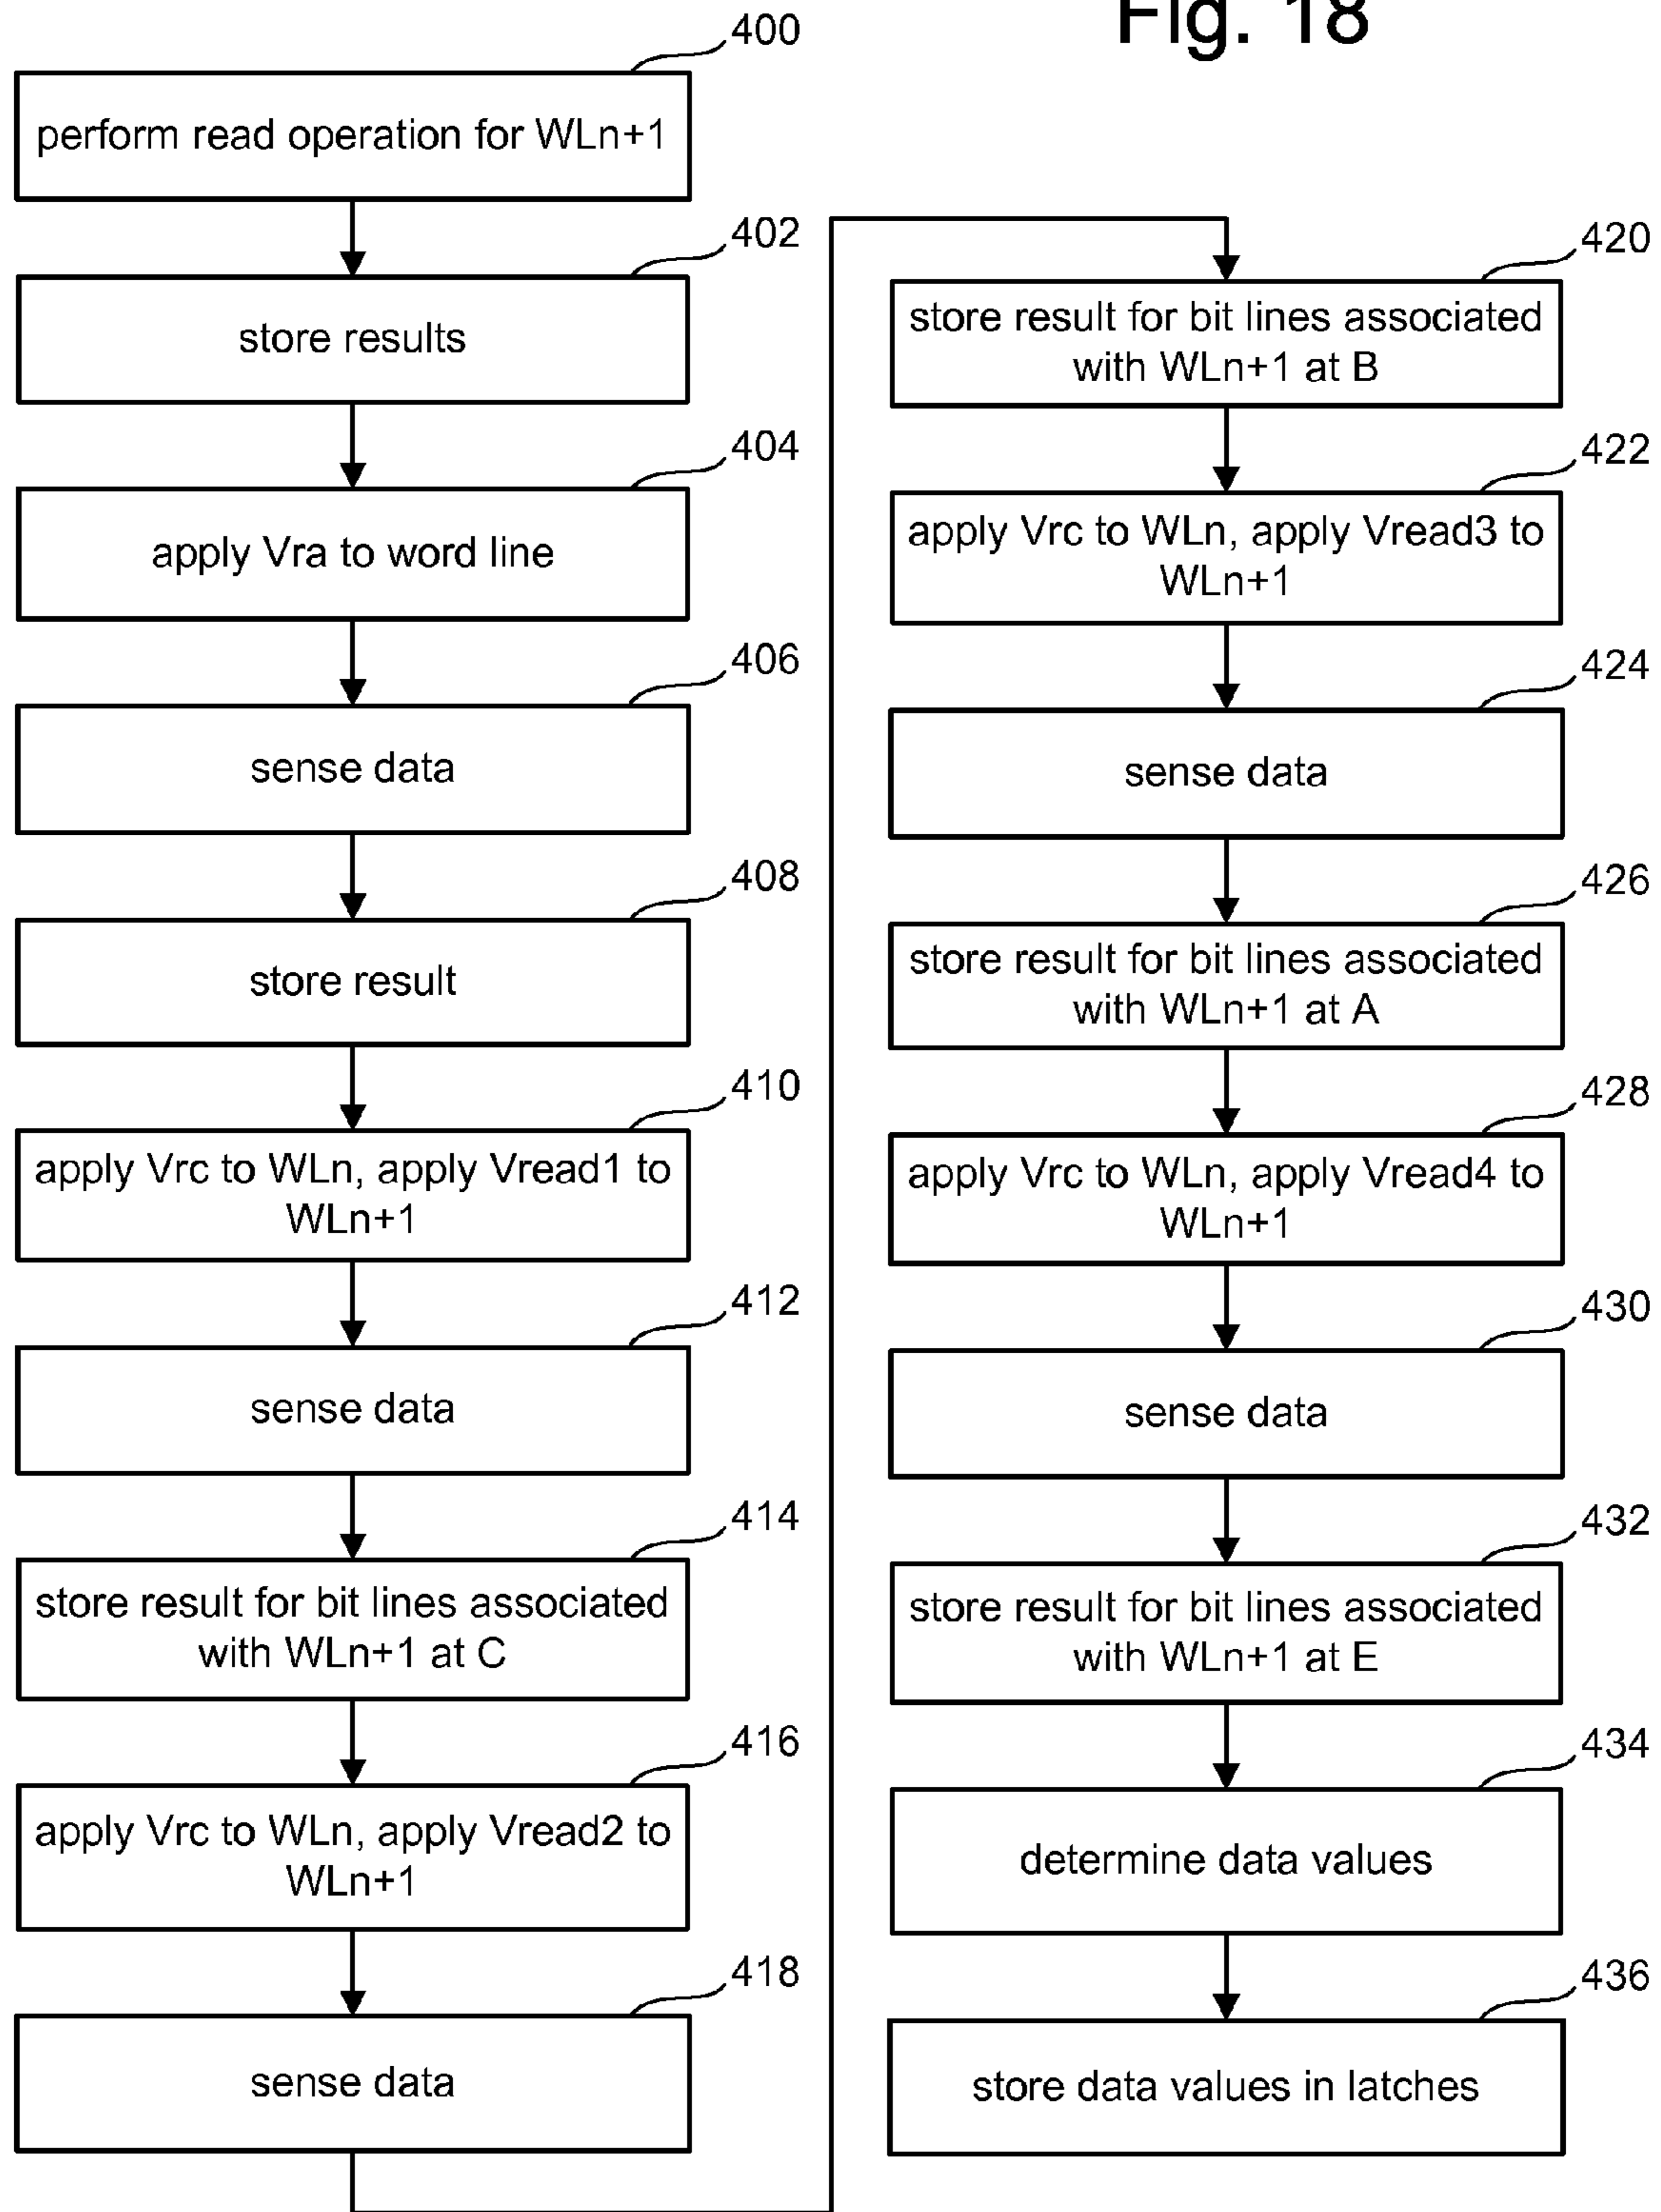 Fig. 18
400
perform read operation for WLn+1
402
store results
404
apply Vra to word line
406
sense data
408
store result
410
apply Vrc to WLn, apply Vread1 to
WLn+1
412
sense data
414
store result for bit lines associated
with WLn+1 at C
416
apply Vrc to WLn, apply Vread2 to
WLn+1
418
sense data
420
store result for bit lines associated
with WLn+1 at B
422
apply Vrc to WLn, apply Vread3 to
WLn+1
424
sense data
426
store result for bit lines associated
with WLn+1 at A
428
apply Vrc to WLn, apply Vread4 to
WLn+1
430
sense data
432
store result for bit lines associated
with WLn+1 at E
434
determine data values
436
store data values in latches